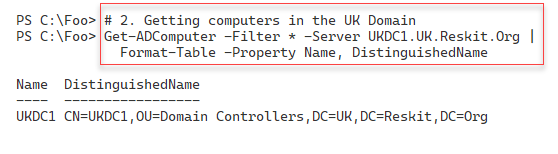 PS C:\Foo> # 2. Getting computers in the UK Domain
PS C:\Foo> Get-ADComputer -Filter * -Server UKDC1.UK.Reskit.Org |
Format-Table -Property Name, DistinguishedName
Name DistinguishedName
---- -----------------
UKDC1 CN=UKDC1,OU=Domain Controllers,DC=UK,DC=Reskit,DC=Org